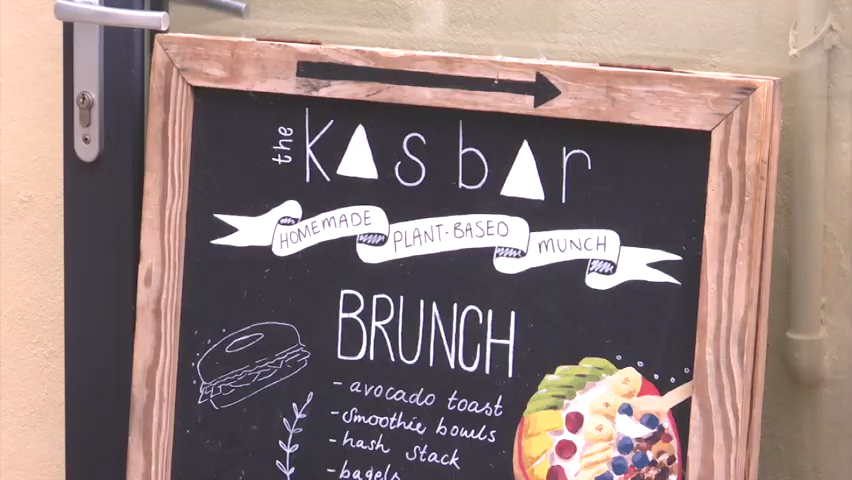 the Kasbar
HOMEMADE PLANT-BASED MUNCH
BRUNCH
- avocado toast
- smoothie bowls
- hash stack
- bagels